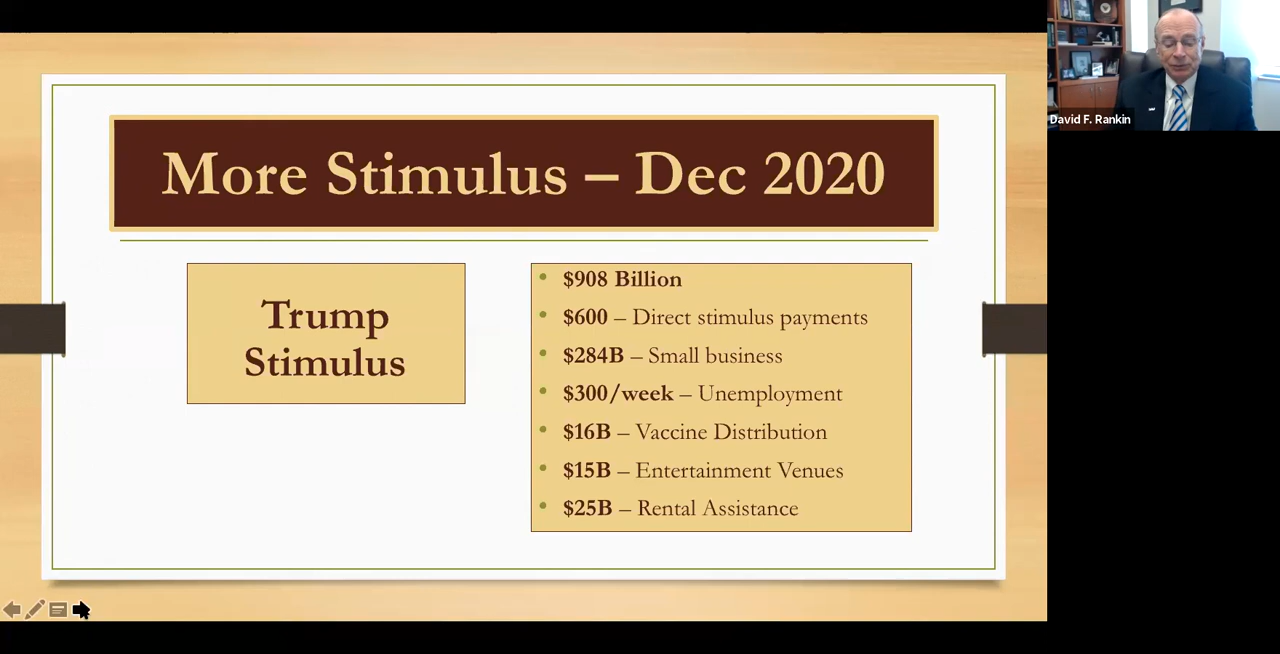 More Stimulus – Dec 2020
Trump
Stimulus
• $908 Billion
• $600 – Direct stimulus payments
• $284B – Small business
• $300/week – Unemployment
• $16B – Vaccine Distribution
• $15B – Entertainment Venues
• $25B – Rental Assistance
David F. Rankin